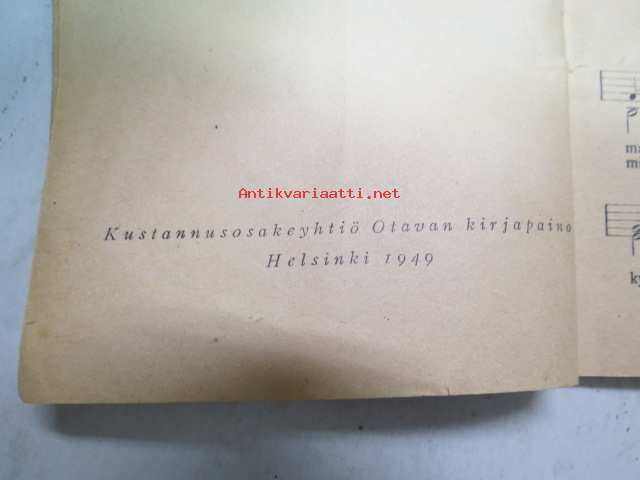 Antikvariaatti.net
Kustannusosakeyhtiö Otavan kirjapaino
Helsinki 1949